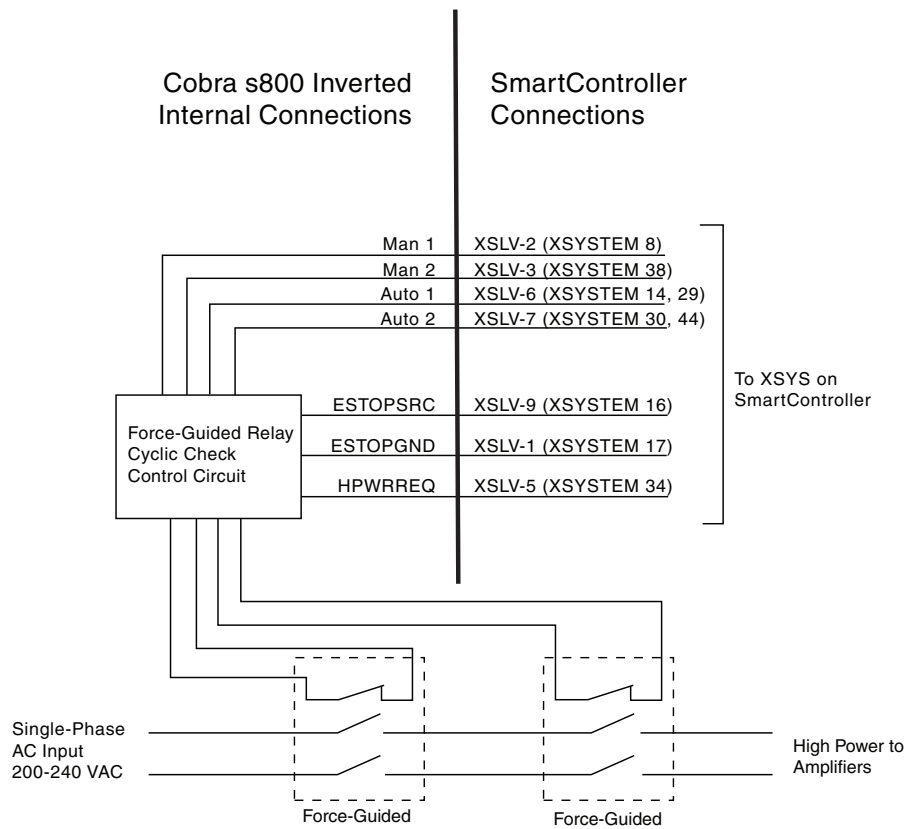 Cobra s800 Inverted
Internal Connections
SmartController
Connections
Man 1 XSLV-2 (XSYSTEM 8)
Man 2 XSLV-3 (XSYSTEM 38)
Auto 1 XSLV-6 (XSYSTEM 14, 29)
Auto 2 XSLV-7 (XSYSTEM 30, 44)
To XSYS on
SmartController
ESTOPSRC XSLV-9 (XSYSTEM 16)
ESTOPGND XSLV-1 (XSYSTEM 17)
HPWRREQ XSLV-5 (XSYSTEM 34)
Force-Guided Relay
Cyclic Check
Control Circuit
Single-Phase
AC Input
200-240 VAC
High Power to
Amplifiers
Force-Guided
Force-Guided